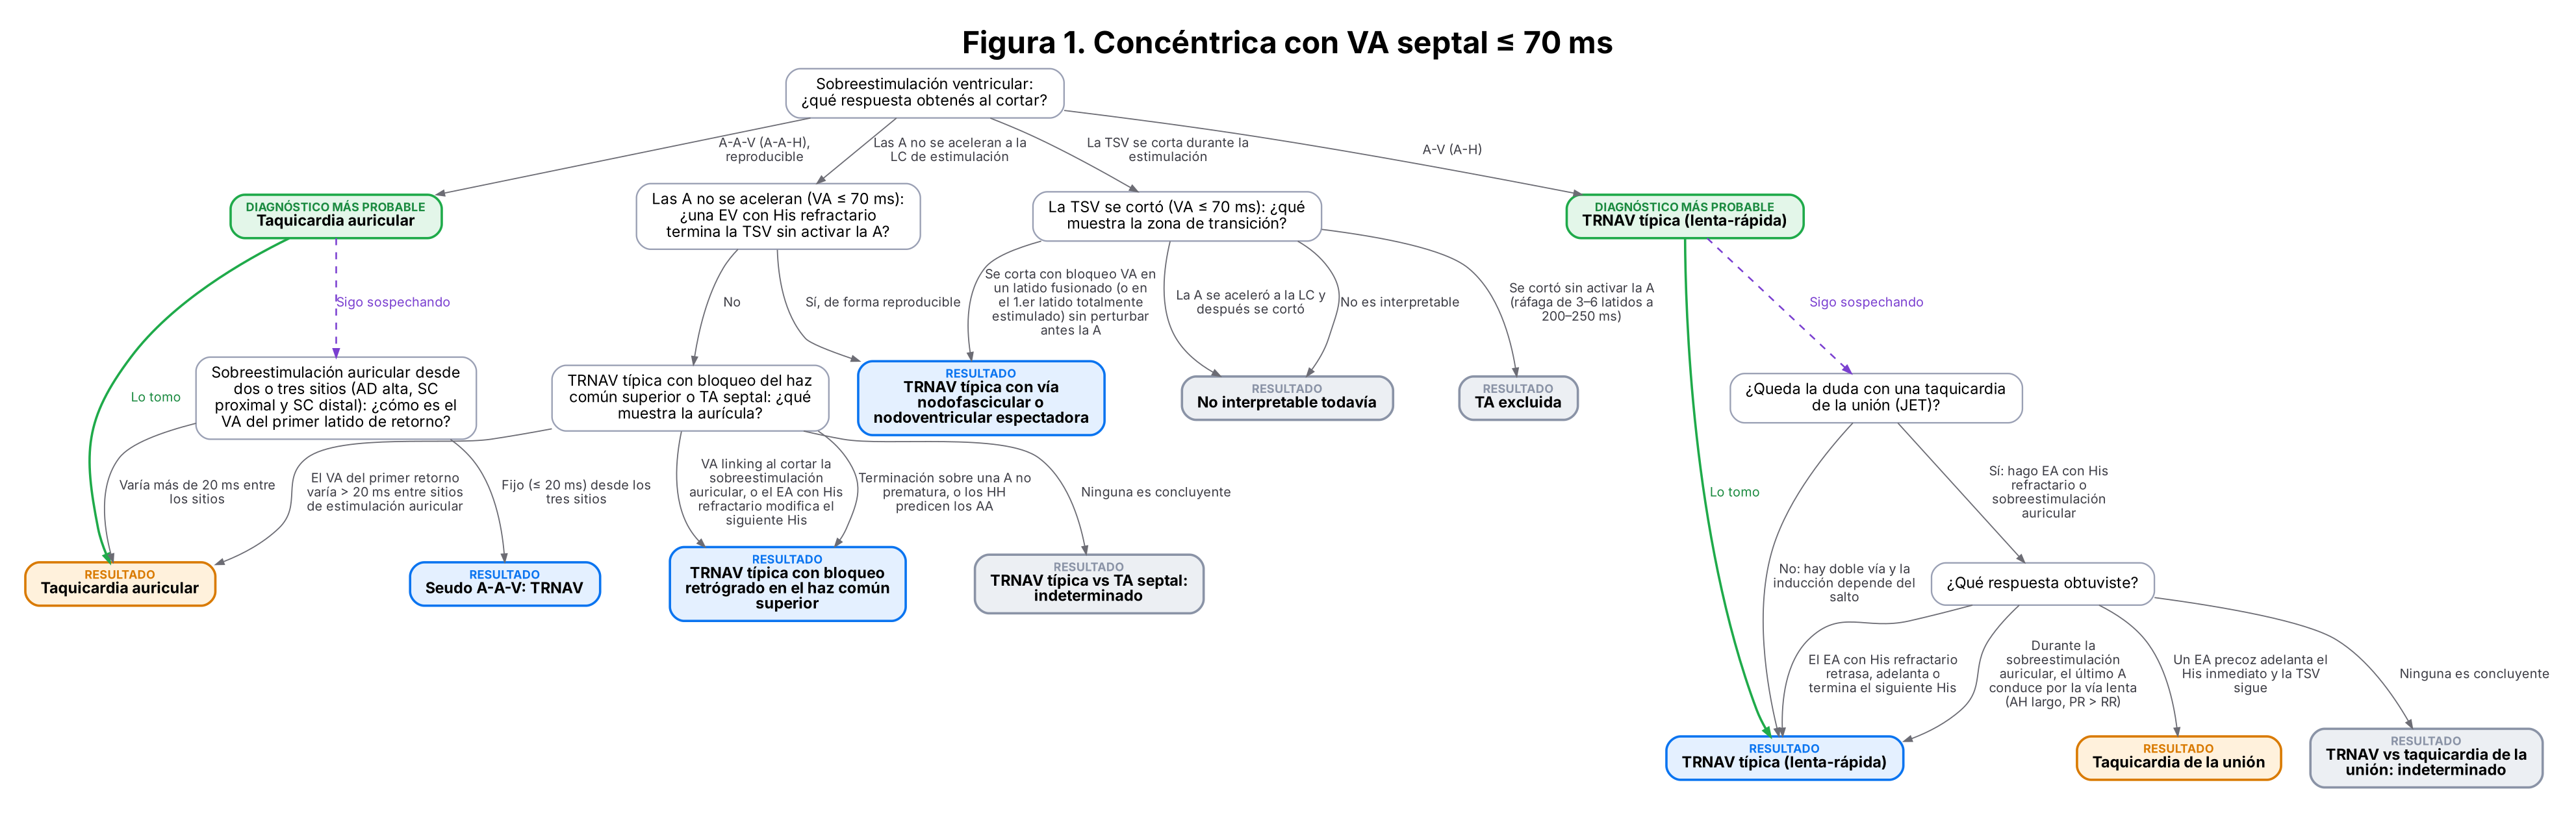 Figura 1. Concéntrica con VA septal ≤ 70 ms
Sobreestimulación ventricular:
¿qué respuesta obtenés al cortar?
A-A-V (A-A-H),
reproducible
Las A no se aceleran a la
LC de estimulación
La TSV se corta durante la
estimulación
A-V (A-H)
DIAGNÓSTICO MÁS PROBABLE
Taquicardia auricular
Las A no se aceleran (VA ≤ 70 ms):
¿una EV con His refractario
termina la TSV sin activar la A?
La TSV se cortó (VA ≤ 70 ms): ¿qué
muestra la zona de transición?
DIAGNÓSTICO MÁS PROBABLE
TRNAV típica (lenta-rápida)
Sigo sospechando
No
Sí, de forma reproducible
Se corta con bloqueo VA en
un latido fusionado (o en
el 1.er latido totalmente
estimulado) sin perturbar
antes la A
La A se aceleró a la LC y
después se cortó
No es interpretable
Se cortó sin activar la A
(ráfaga de 3–6 latidos a
200–250 ms)
Sigo sospechando
Lo tomo
Sobreestimulación auricular desde
dos o tres sitios (AD alta, SC
proximal y SC distal): ¿cómo es el
VA del primer latido de retorno?
TRNAV típica con bloqueo del haz
común superior o TA septal: ¿qué
muestra la aurícula?
RESULTADO
TRNAV típica con vía
nodofascicular o
nodoventricular espectadora
RESULTADO
No interpretable todavía
RESULTADO
TA excluida
¿Queda la duda con una taquicardia
de la unión (JET)?
Varía más de 20 ms entre
los sitios
El VA del primer retorno
varía > 20 ms entre sitios
de estimulación auricular
Fijo (≤ 20 ms) desde los
tres sitios
VA linking al cortar la
sobreestimulación
auricular, o el EA con His
refractario modifica el
siguiente His
Terminación sobre una A no
prematura, o los HH
predicen los AA
Ninguna es concluyente
Lo tomo
Sí: hago EA con His
refractario o
sobreestimulación
auricular
RESULTADO
Taquicardia auricular
RESULTADO
Seudo A-A-V: TRNAV
RESULTADO
TRNAV típica con bloqueo
retrógrado en el haz común
superior
RESULTADO
TRNAV típica vs TA septal:
indeterminado
No: hay doble vía y la
inducción depende del
salto
¿Qué respuesta obtuviste?
El EA con His refractario
retrasa, adelanta o
termina el siguiente His
Durante la
sobreestimulación
auricular, el último A
conduce por la vía lenta
(AH largo, PR > RR)
Un EA precoz adelanta el
His inmediato y la TSV
sigue
Ninguna es concluyente
RESULTADO
TRNAV típica (lenta-rápida)
RESULTADO
Taquicardia de la unión
RESULTADO
TRNAV vs taquicardia de la
unión: indeterminado